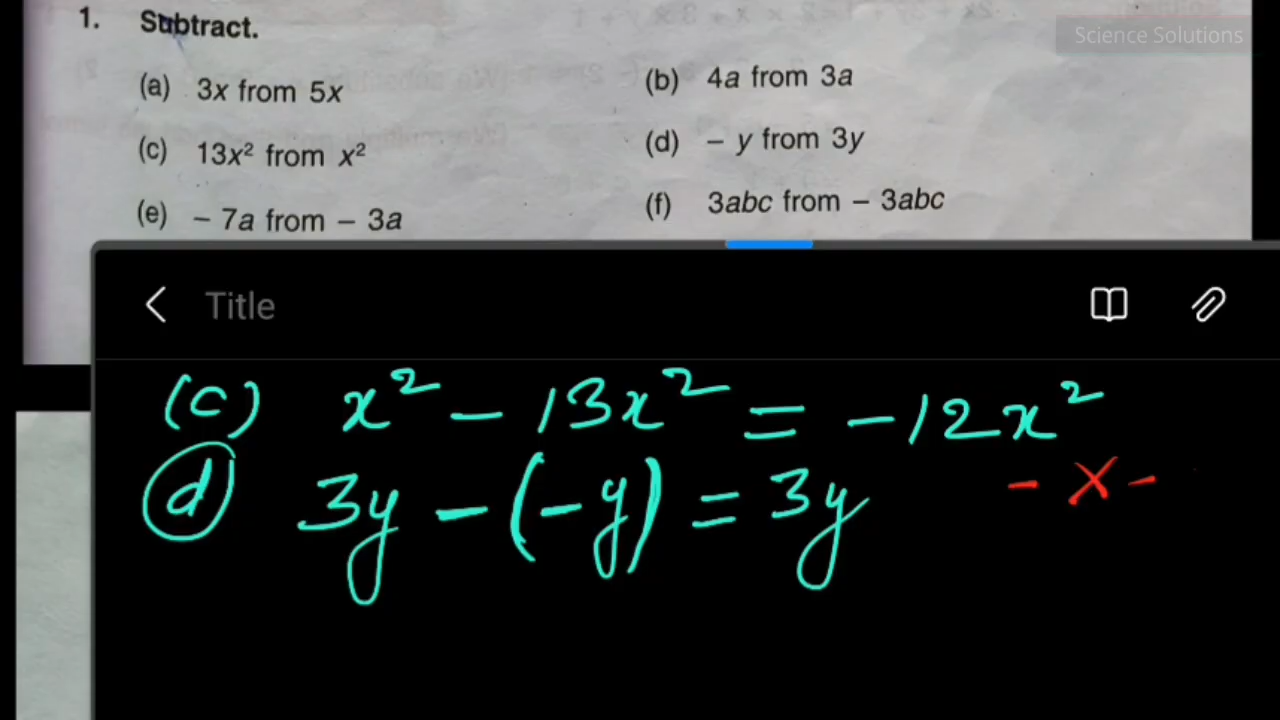 Science Solutions
1. Subtract.
(a) 3x from 5x
(b) 4a from 3a
(c) 13x² from x²
(d) – y from 3y
(e) – 7a from – 3a
(f) 3abc from – 3abc
Title
(c) x² – 13x² = –12x²
(d) 3y – (–y) = 3y
– x –